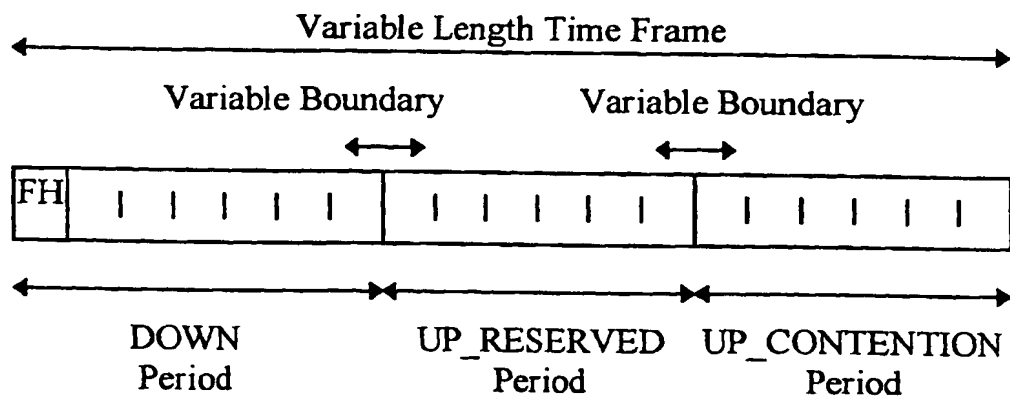 Variable Length Time Frame
Variable Boundary
Variable Boundary
FH
DOWN
Period
UP_RESERVED
Period
UP_CONTENTION
Period